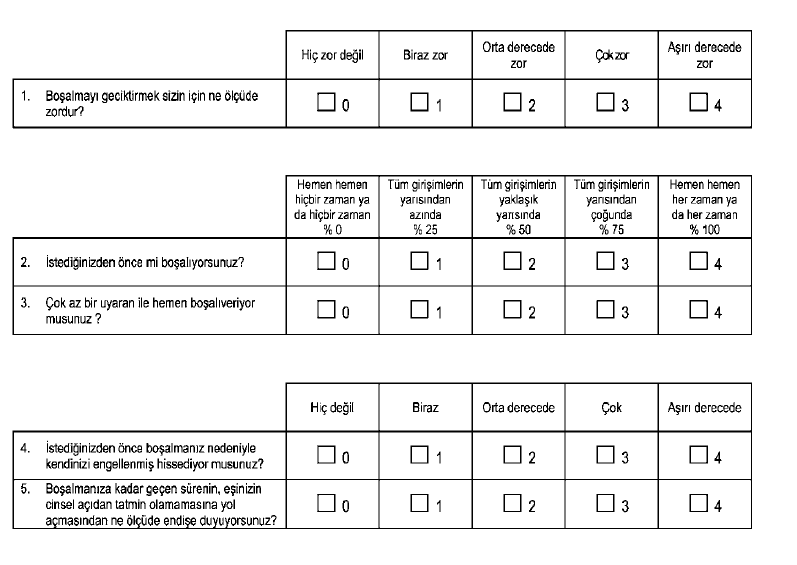 Hiç zor değil
Biraz zor
Orta derecede
zor
Çok zor
Aşırı derecede
zor
1. Boşalmayı geciktirmek sizin için ne ölçüde
zordur?
0 1 2 3 4
Hemen hemen
hiçbir zaman ya
da hiçbir zaman
% 0
Tüm girişimlerin
yarısından
azında
% 25
Tüm girişimlerin
yaklaşık
yarısında
% 50
Tüm girişimlerin
yarısından
çoğunda
% 75
Hemen hemen
her zaman ya
da her zaman
% 100
2. İstediğinizden önce mi boşalıyorsunuz?
0 1 2 3 4
3. Çok az bir uyaran ile hemen boşalıveriyor
musunuz ?
0 1 2 3 4
Hiç değil
Biraz
Orta derecede
Çok
Aşırı derecede
4. İstediğinizden önce boşalmanız nedeniyle
kendinizi engellenmiş hissediyor musunuz?
0 1 2 3 4
5. Boşalmanıza kadar geçen sürenin, eşinizin
cinsel açıdan tatmin olamamasına yol
açmasından ne ölçüde endişe duyuyorsunuz?
0 1 2 3 4